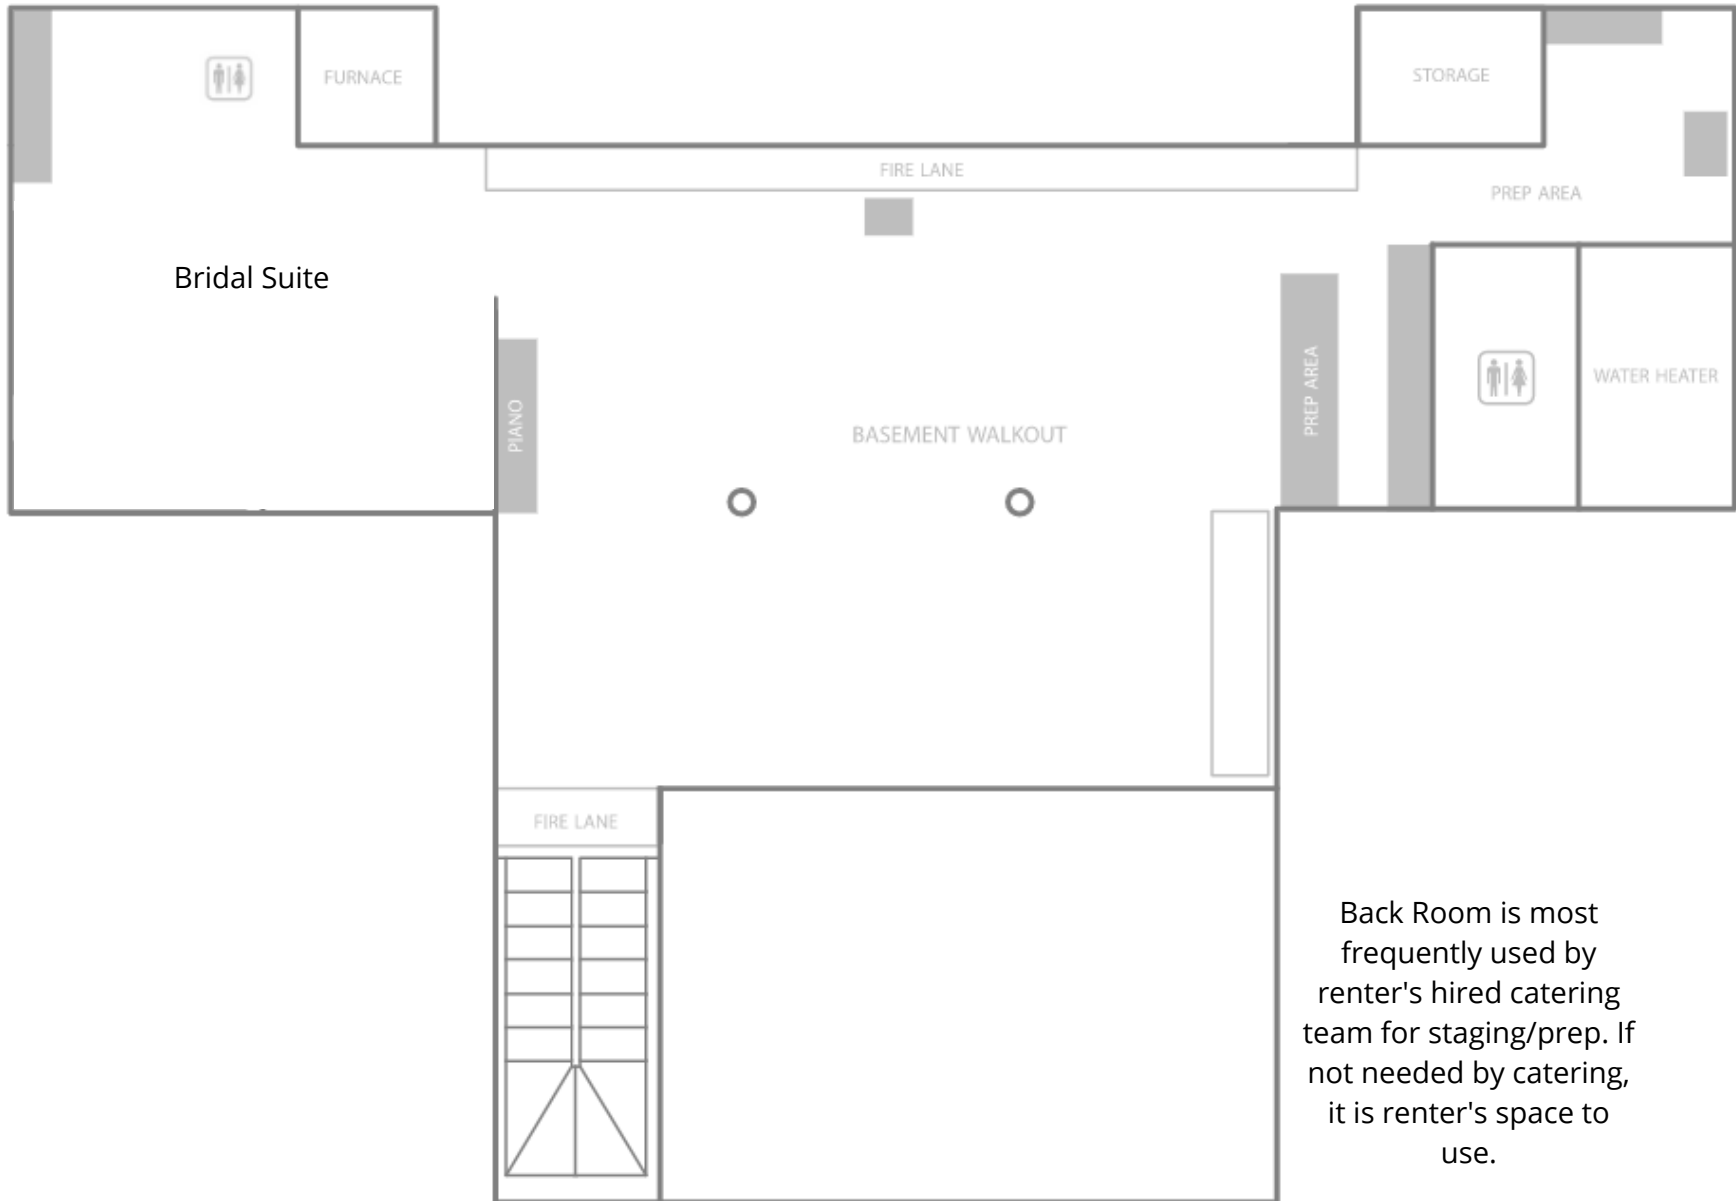 FURNACE
STORAGE
FIRE LANE
PREP AREA
Bridal Suite
PIANO
BASEMENT WALKOUT
PREP AREA
WATER HEATER
FIRE LANE
Back Room is most
frequently used by
renter's hired catering
team for staging/prep. If
not needed by catering,
it is renter's space to
use.